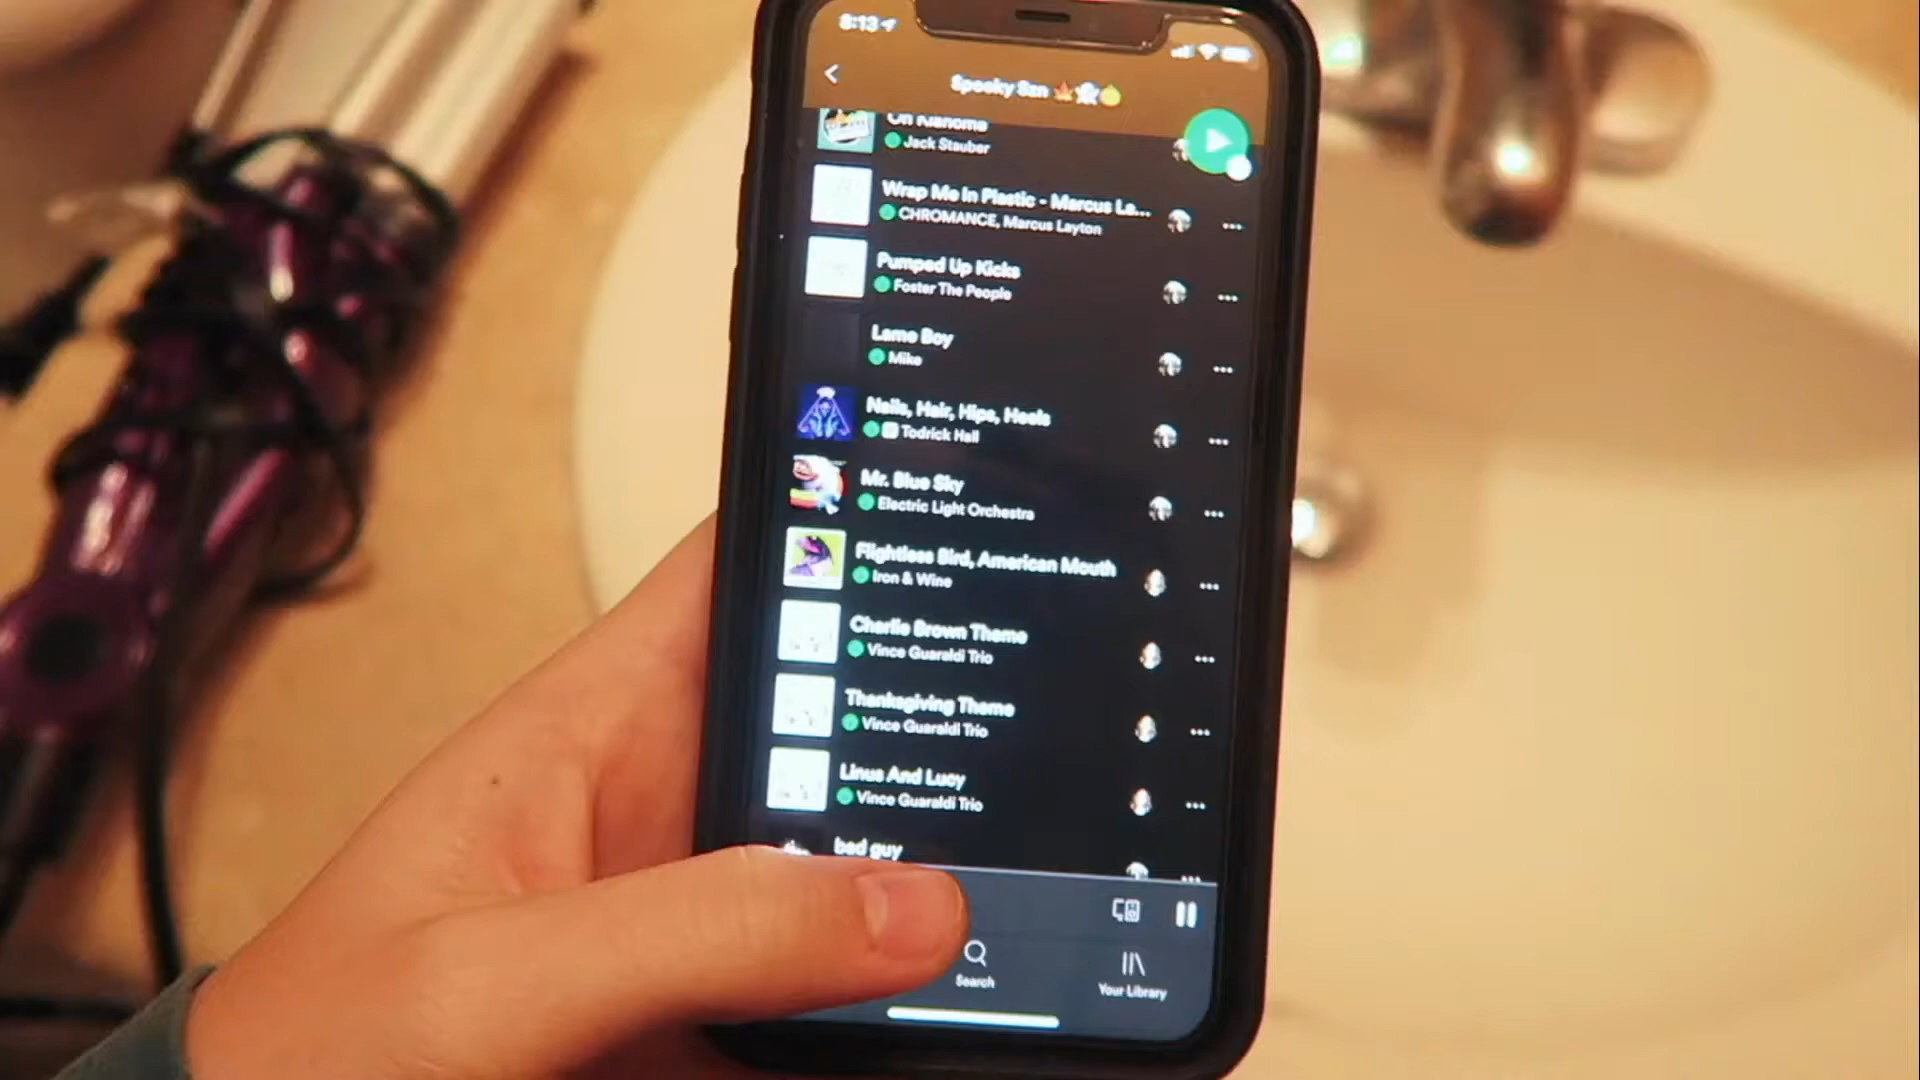 8:13
Spooky Szn
Oh Klahoma
Jack Stauber
Wrap Me In Plastic - Marcus La...
CHROMANCE, Marcus Layton
Pumped Up Kicks
Foster The People
Lame Boy
Mike
Nails, Hair, Hips, Heels
Todrick Hall
Mr. Blue Sky
Electric Light Orchestra
Flightless Bird, American Mouth
Iron & Wine
Charlie Brown Theme
Vince Guaraldi Trio
Thanksgiving Theme
Vince Guaraldi Trio
Linus And Lucy
Vince Guaraldi Trio
bad guy
Search
Your Library